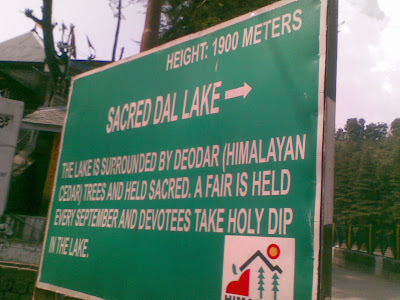 HEIGHT: 1900 METERS
SACRED DAL LAKE →
THE LAKE IS SURROUNDED BY DEODAR (HIMALAYAN
CEDAR) TREES AND HELD SACRED. A FAIR IS HELD
EVERY SEPTEMBER AND DEVOTEES TAKE HOLY DIP
IN THE LAKE.